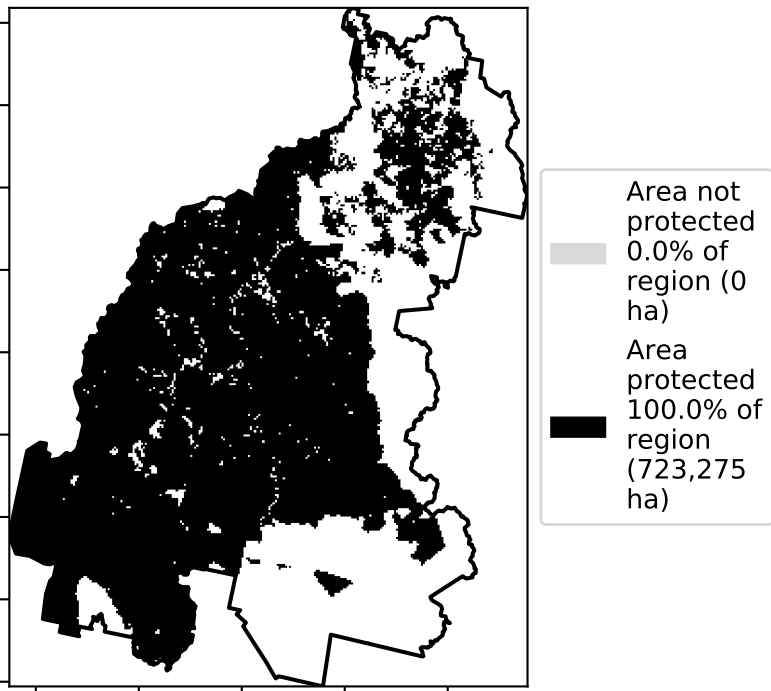 Area not
protected
0.0% of
region (0
ha)
Area
protected
100.0% of
region
(723,275
ha)